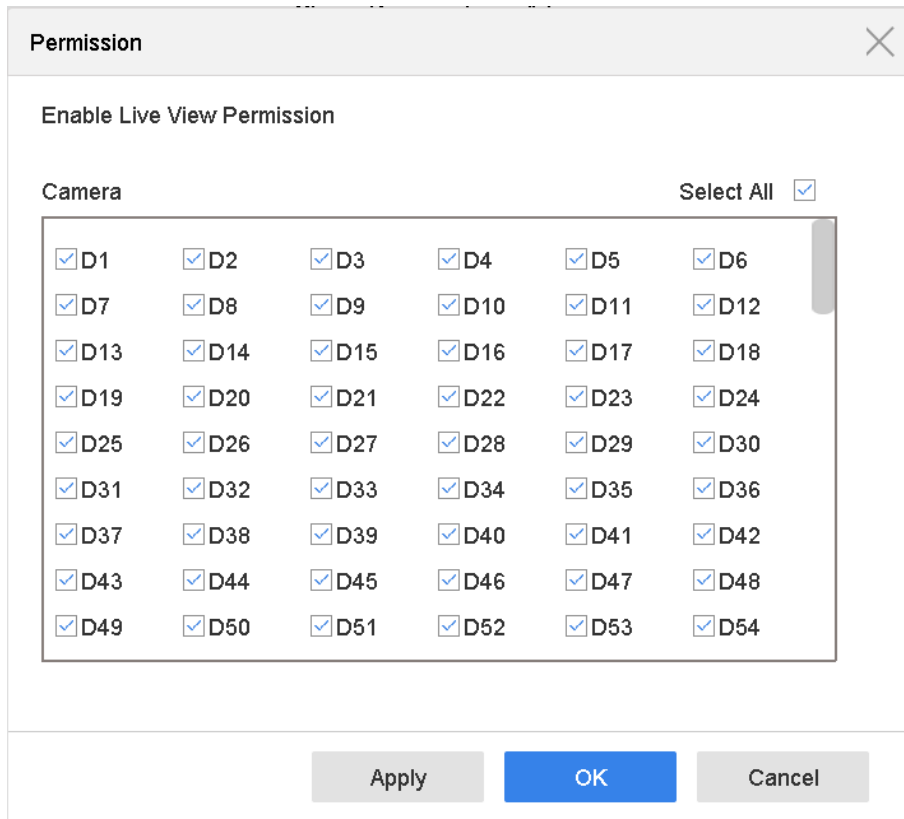 Permission
Enable Live View Permission
Camera Select All
D1 D2 D3 D4 D5 D6
D7 D8 D9 D10 D11 D12
D13 D14 D15 D16 D17 D18
D19 D20 D21 D22 D23 D24
D25 D26 D27 D28 D29 D30
D31 D32 D33 D34 D35 D36
D37 D38 D39 D40 D41 D42
D43 D44 D45 D46 D47 D48
D49 D50 D51 D52 D53 D54
Apply OK Cancel